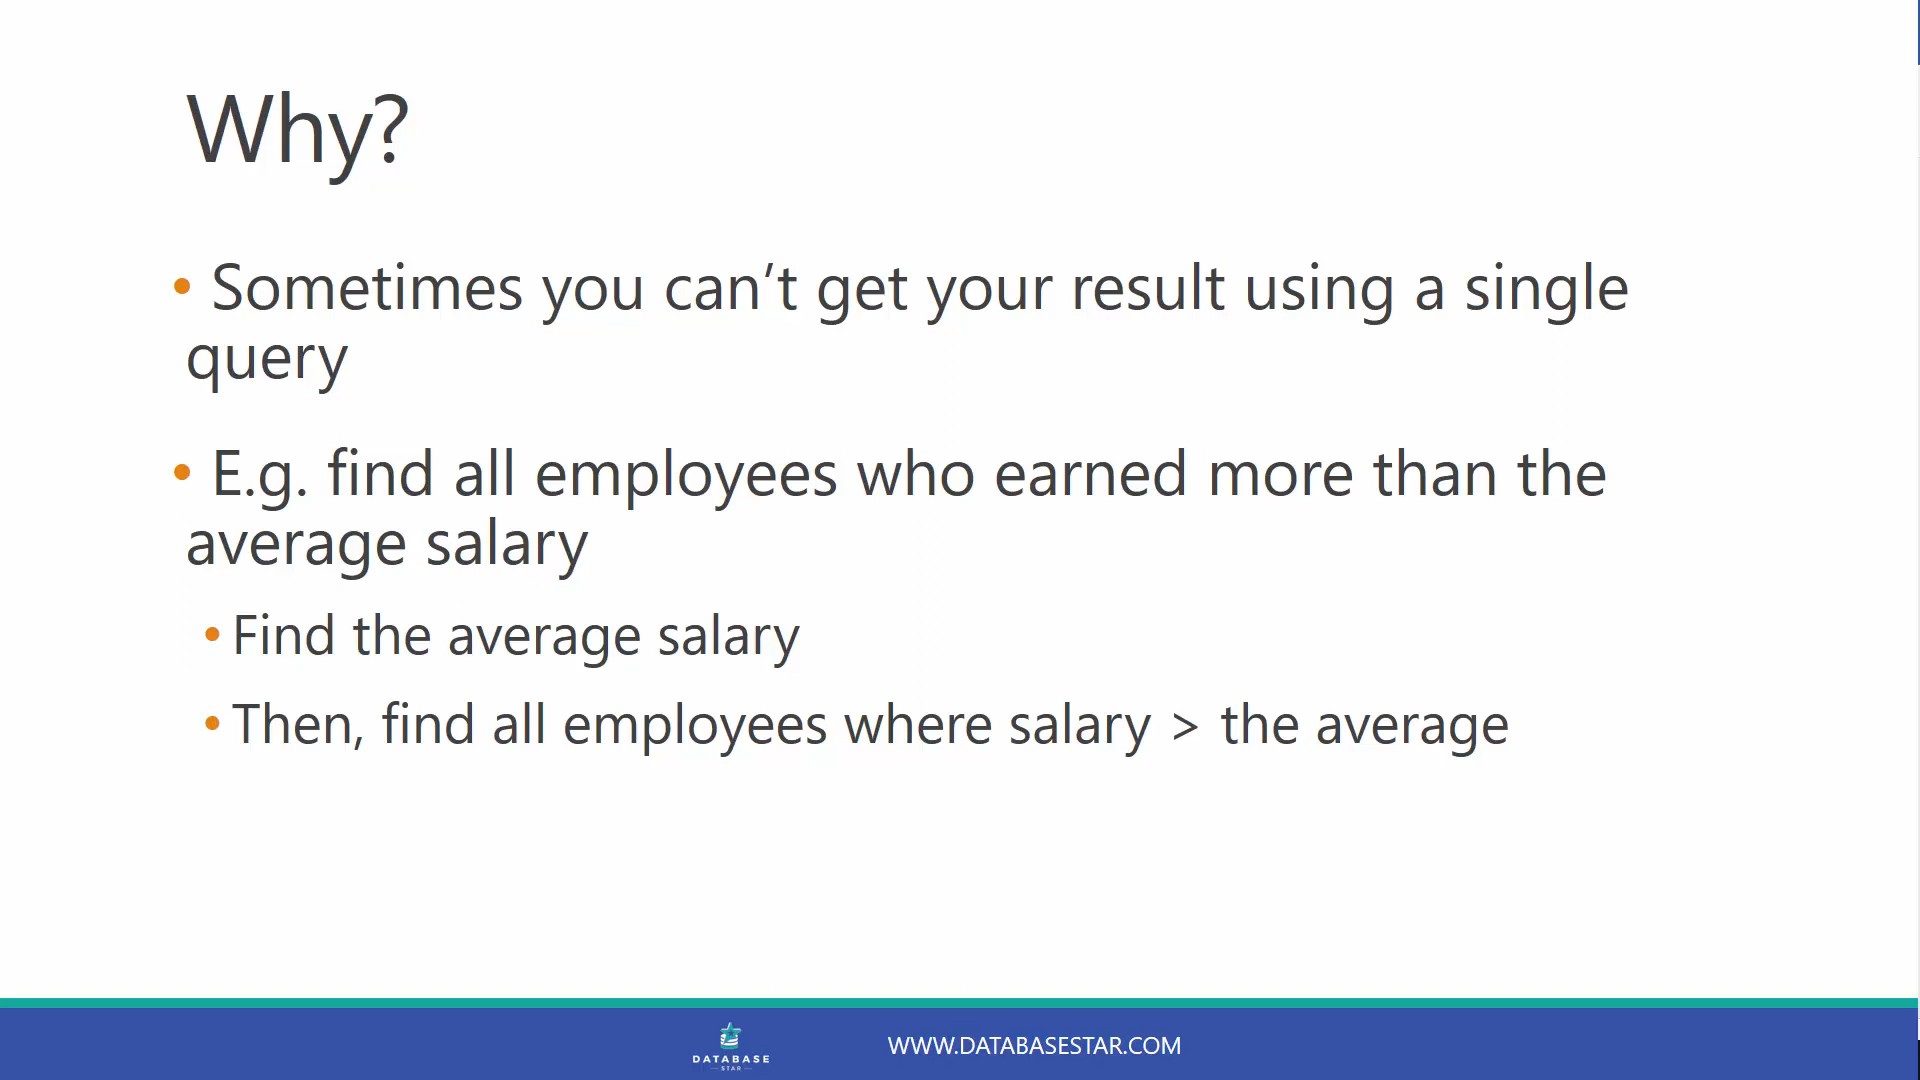 Why?
• Sometimes you can’t get your result using a single
query
• E.g. find all employees who earned more than the
average salary
• Find the average salary
• Then, find all employees where salary > the average
DATABASE
STAR
WWW.DATABASESTAR.COM